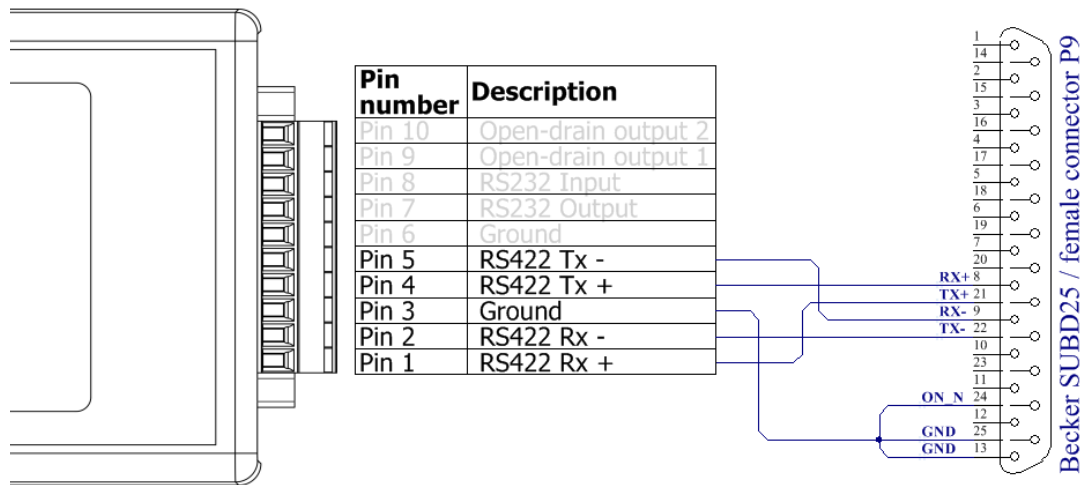 Pin number Description
Pin 10 Open-drain output 2
Pin 9 Open-drain output 1
Pin 8 RS232 Input
Pin 7 RS232 Output
Pin 6 Ground
Pin 5 RS422 Tx -
Pin 4 RS422 Tx +
Pin 3 Ground
Pin 2 RS422 Rx -
Pin 1 RS422 Rx +
1
14
2
15
3
16
4
17
5
18
6
19
7
20
RX+ 8
TX+ 21
RX- 9
TX- 22
10
23
11
ON_N 24
12
GND 25
GND 13
Becker SUBD25 / female connector P9